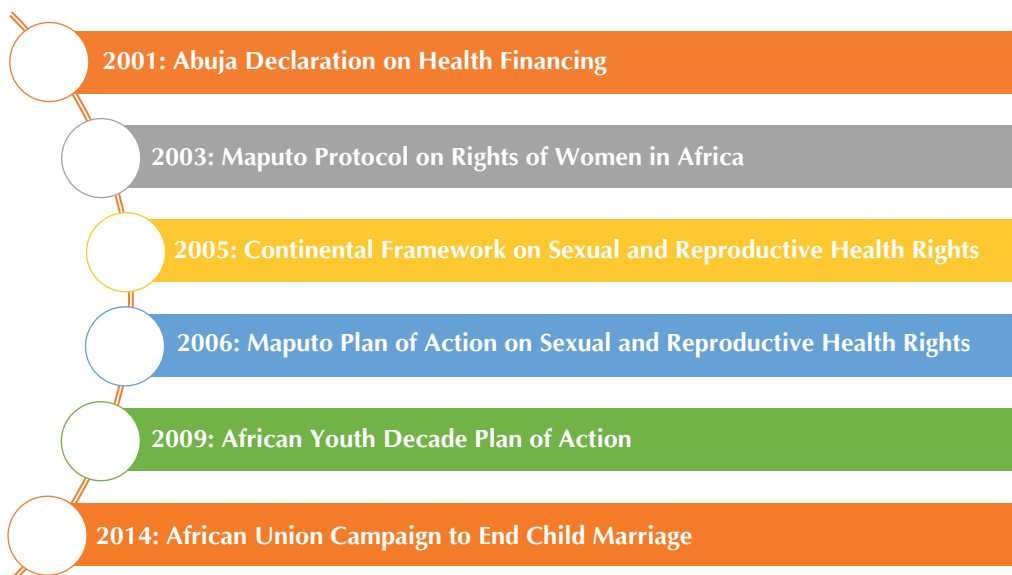 2001: Abuja Declaration on Health Financing
2003: Maputo Protocol on Rights of Women in Africa
2005: Continental Framework on Sexual and Reproductive Health Rights
2006: Maputo Plan of Action on Sexual and Reproductive Health Rights
2009: African Youth Decade Plan of Action
2014: African Union Campaign to End Child Marriage